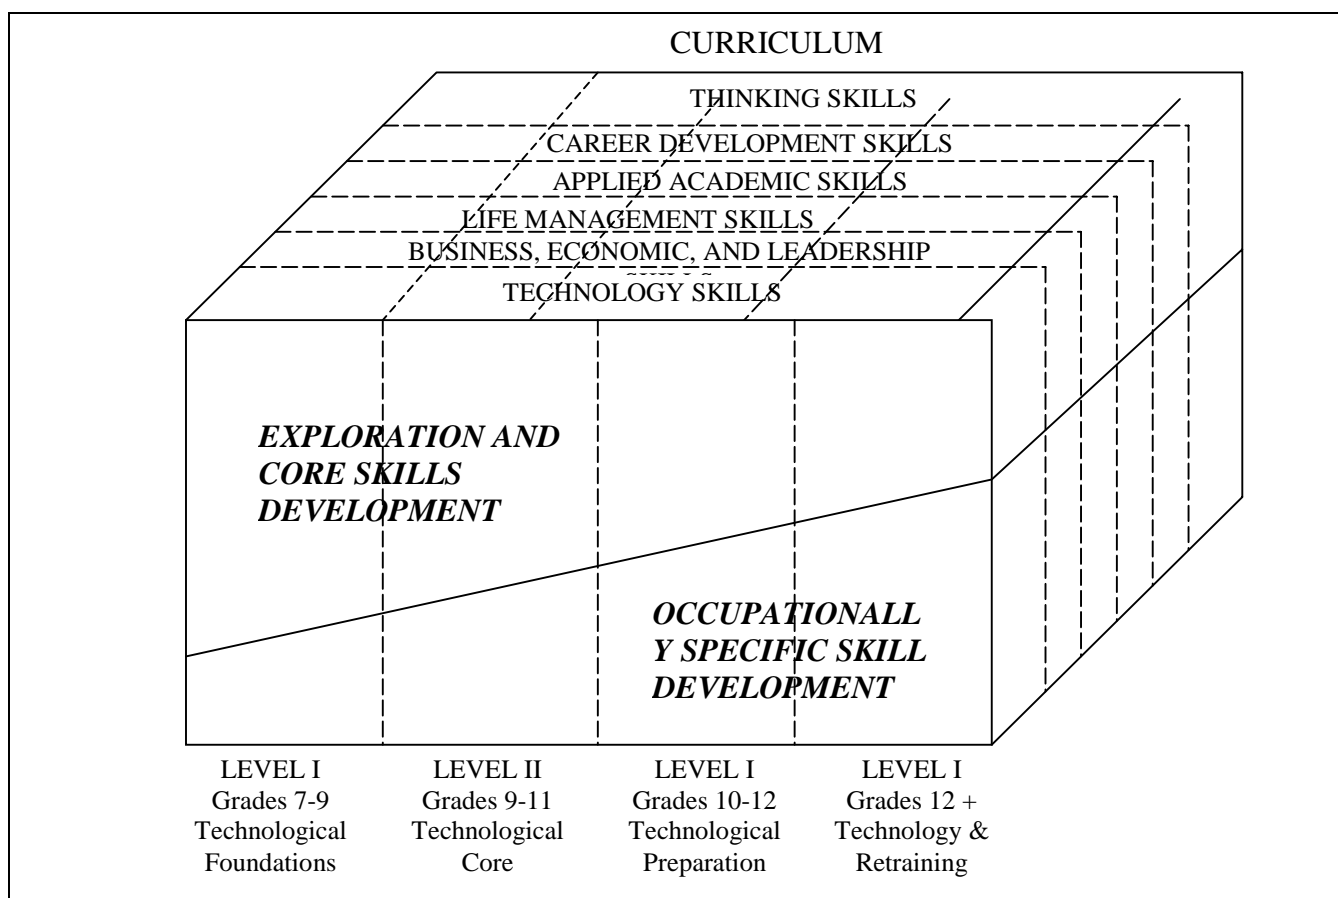 CURRICULUM
THINKING SKILLS
CAREER DEVELOPMENT SKILLS
APPLIED ACADEMIC SKILLS
LIFE MANAGEMENT SKILLS
BUSINESS, ECONOMIC, AND LEADERSHIP
SKILLS
TECHNOLOGY SKILLS
EXPLORATION AND
CORE SKILLS
DEVELOPMENT
OCCUPATIONALL
Y SPECIFIC SKILL
DEVELOPMENT
LEVEL I
Grades 7-9
Technological
Foundations
LEVEL II
Grades 9-11
Technological
Core
LEVEL I
Grades 10-12
Technological
Preparation
LEVEL I
Grades 12 +
Technology &
Retraining